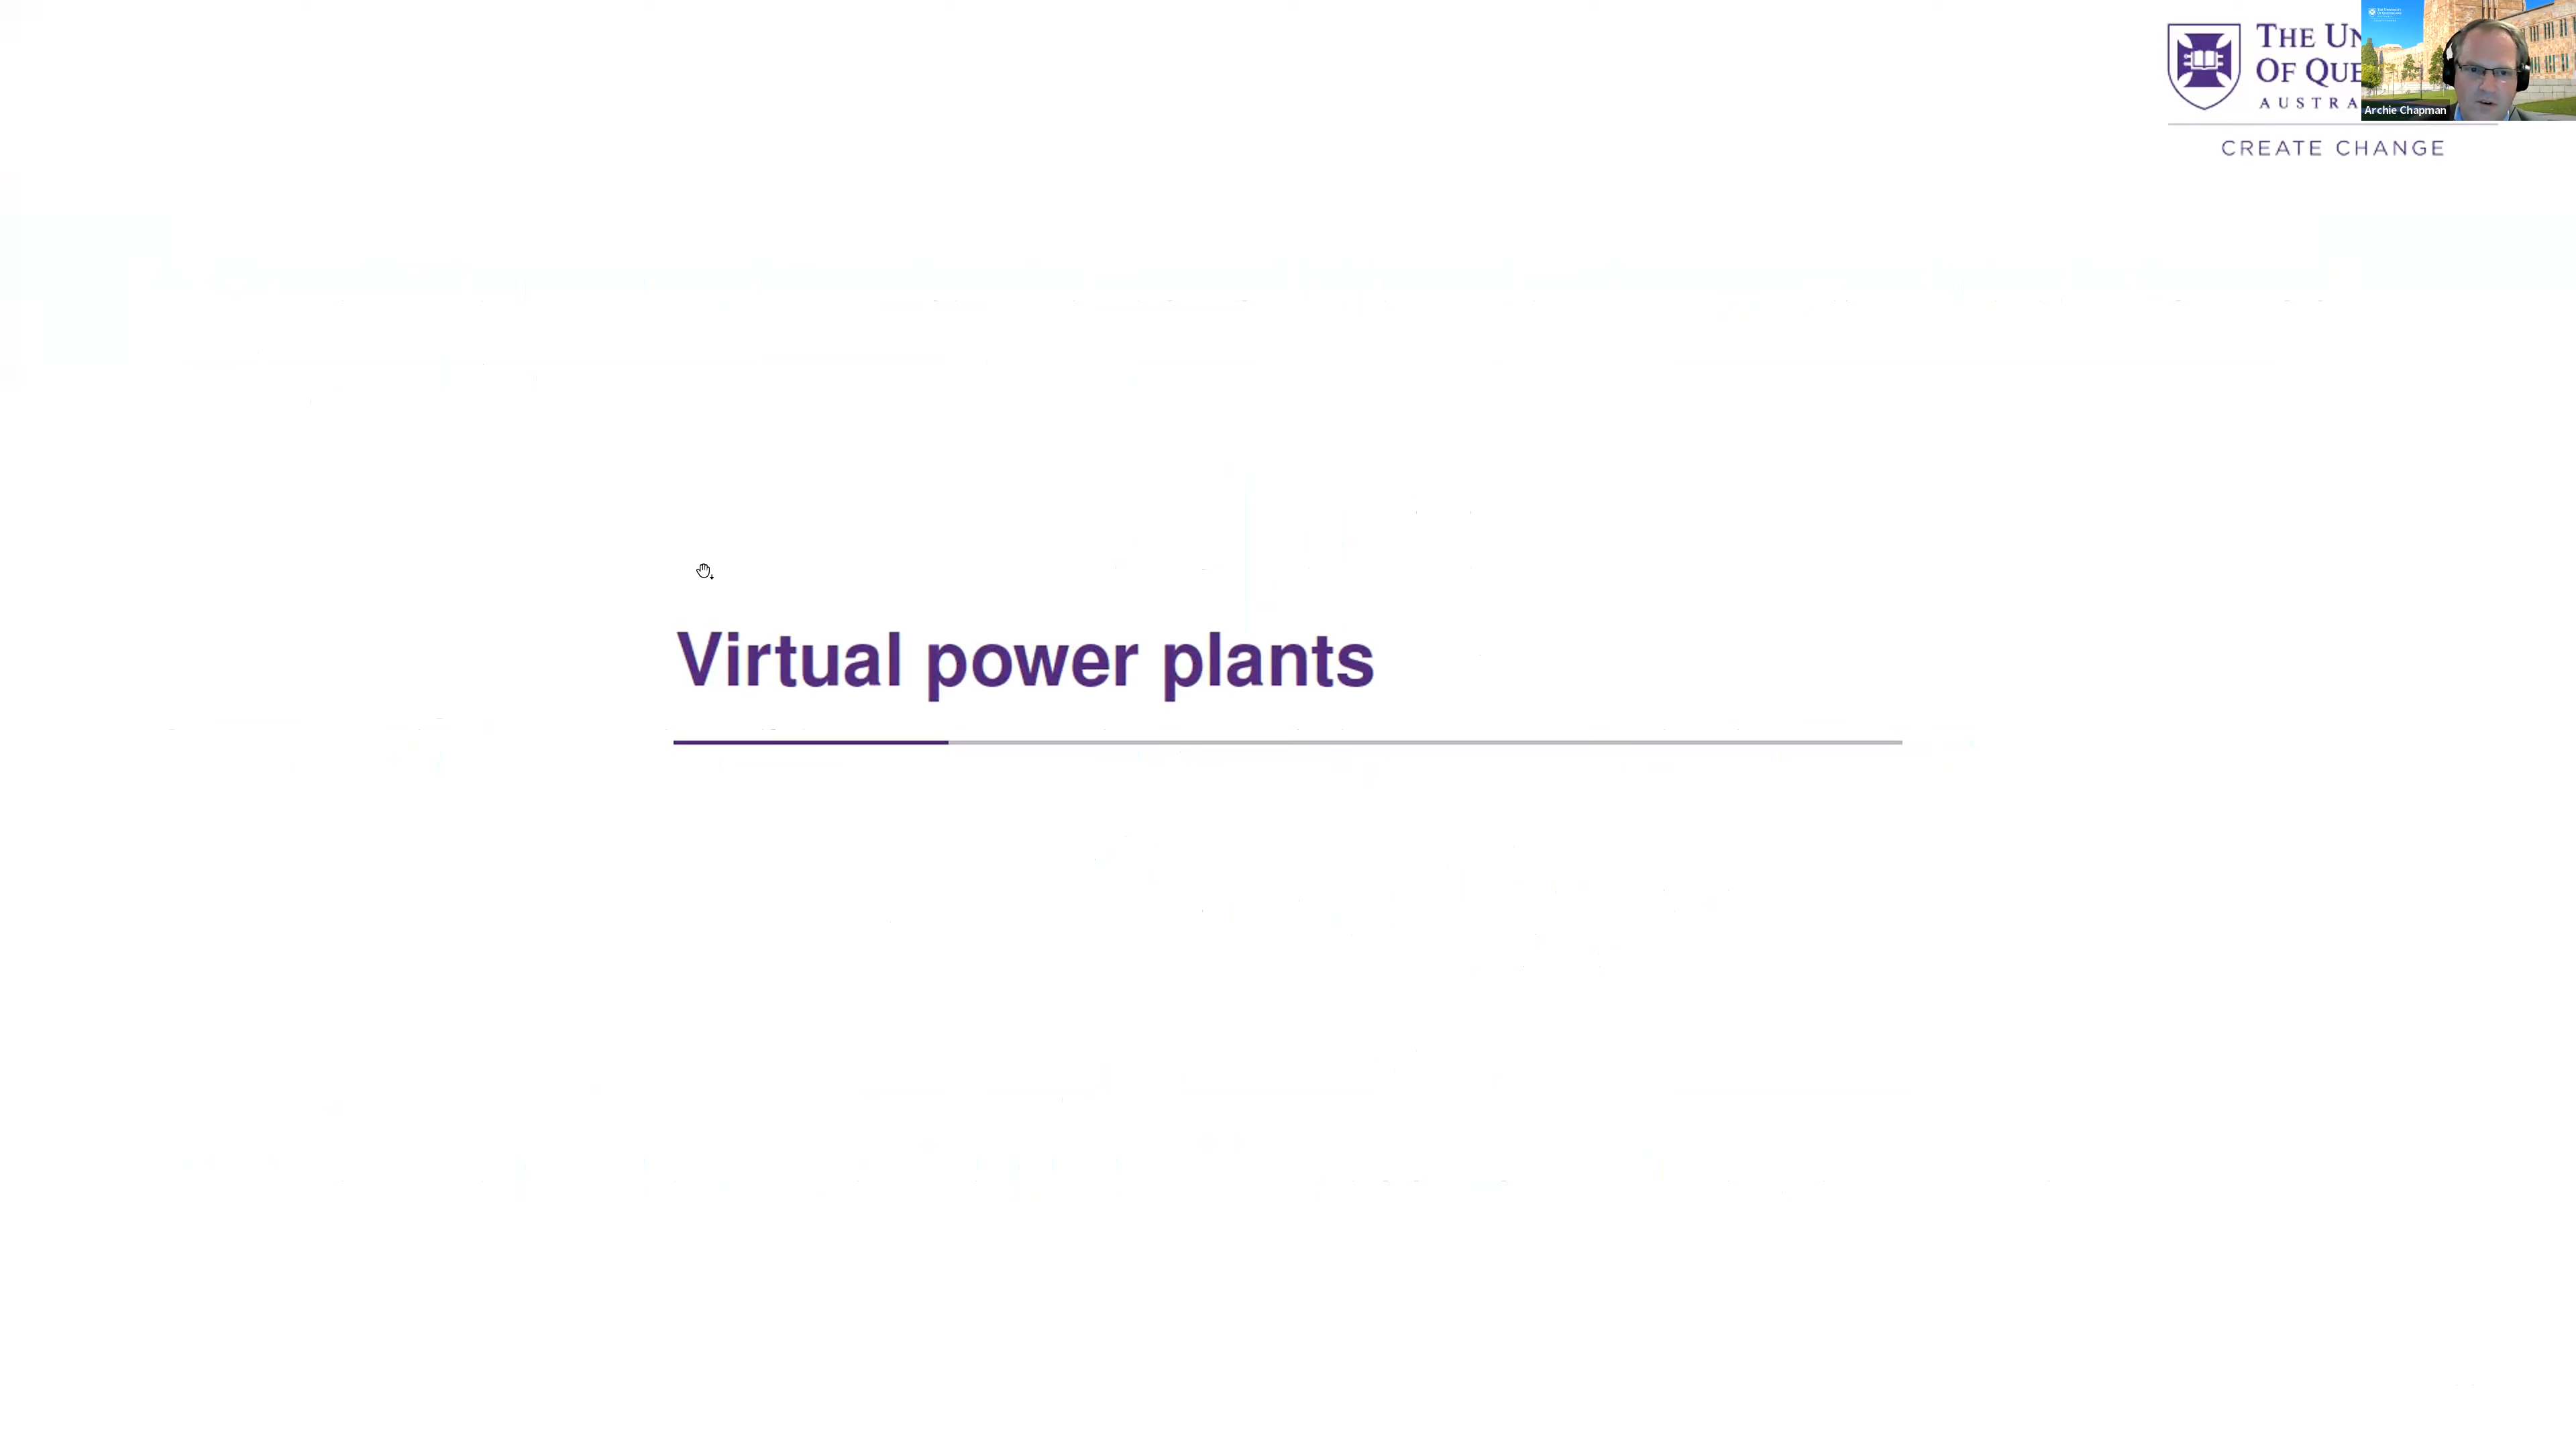 THE UN
OF QUE
AUSTRA
CREATE CHANGE
Archie Chapman
Virtual power plants